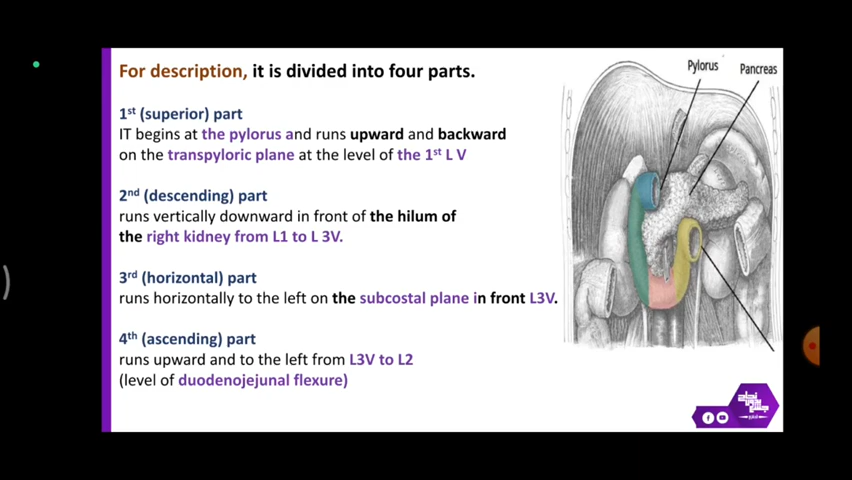 For description, it is divided into four parts.
1st (superior) part
IT begins at the pylorus and runs upward and backward
on the transpyloric plane at the level of the 1st L V
2nd (descending) part
runs vertically downward in front of the hilum of
the right kidney from L1 to L 3V.
3rd (horizontal) part
runs horizontally to the left on the subcostal plane in front L3V.
4th (ascending) part
runs upward and to the left from L3V to L2
(level of duodenojejunal flexure)
Pylorus
Pancreas